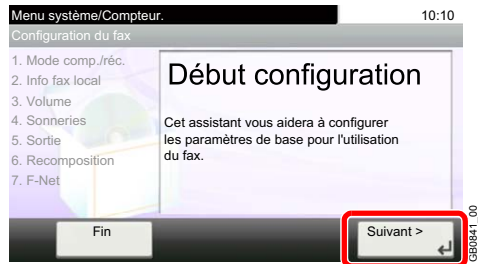 Menu système/Compteur.
10:10
Configuration du fax
1. Mode comp./réc.
2. Info fax local
3. Volume
4. Sonneries
5. Sortie
6. Recomposition
7. F-Net
Début configuration
Cet assistant vous aidera à configurer
les paramètres de base pour l'utilisation
du fax.
Fin
Suivant >
GB0841_00